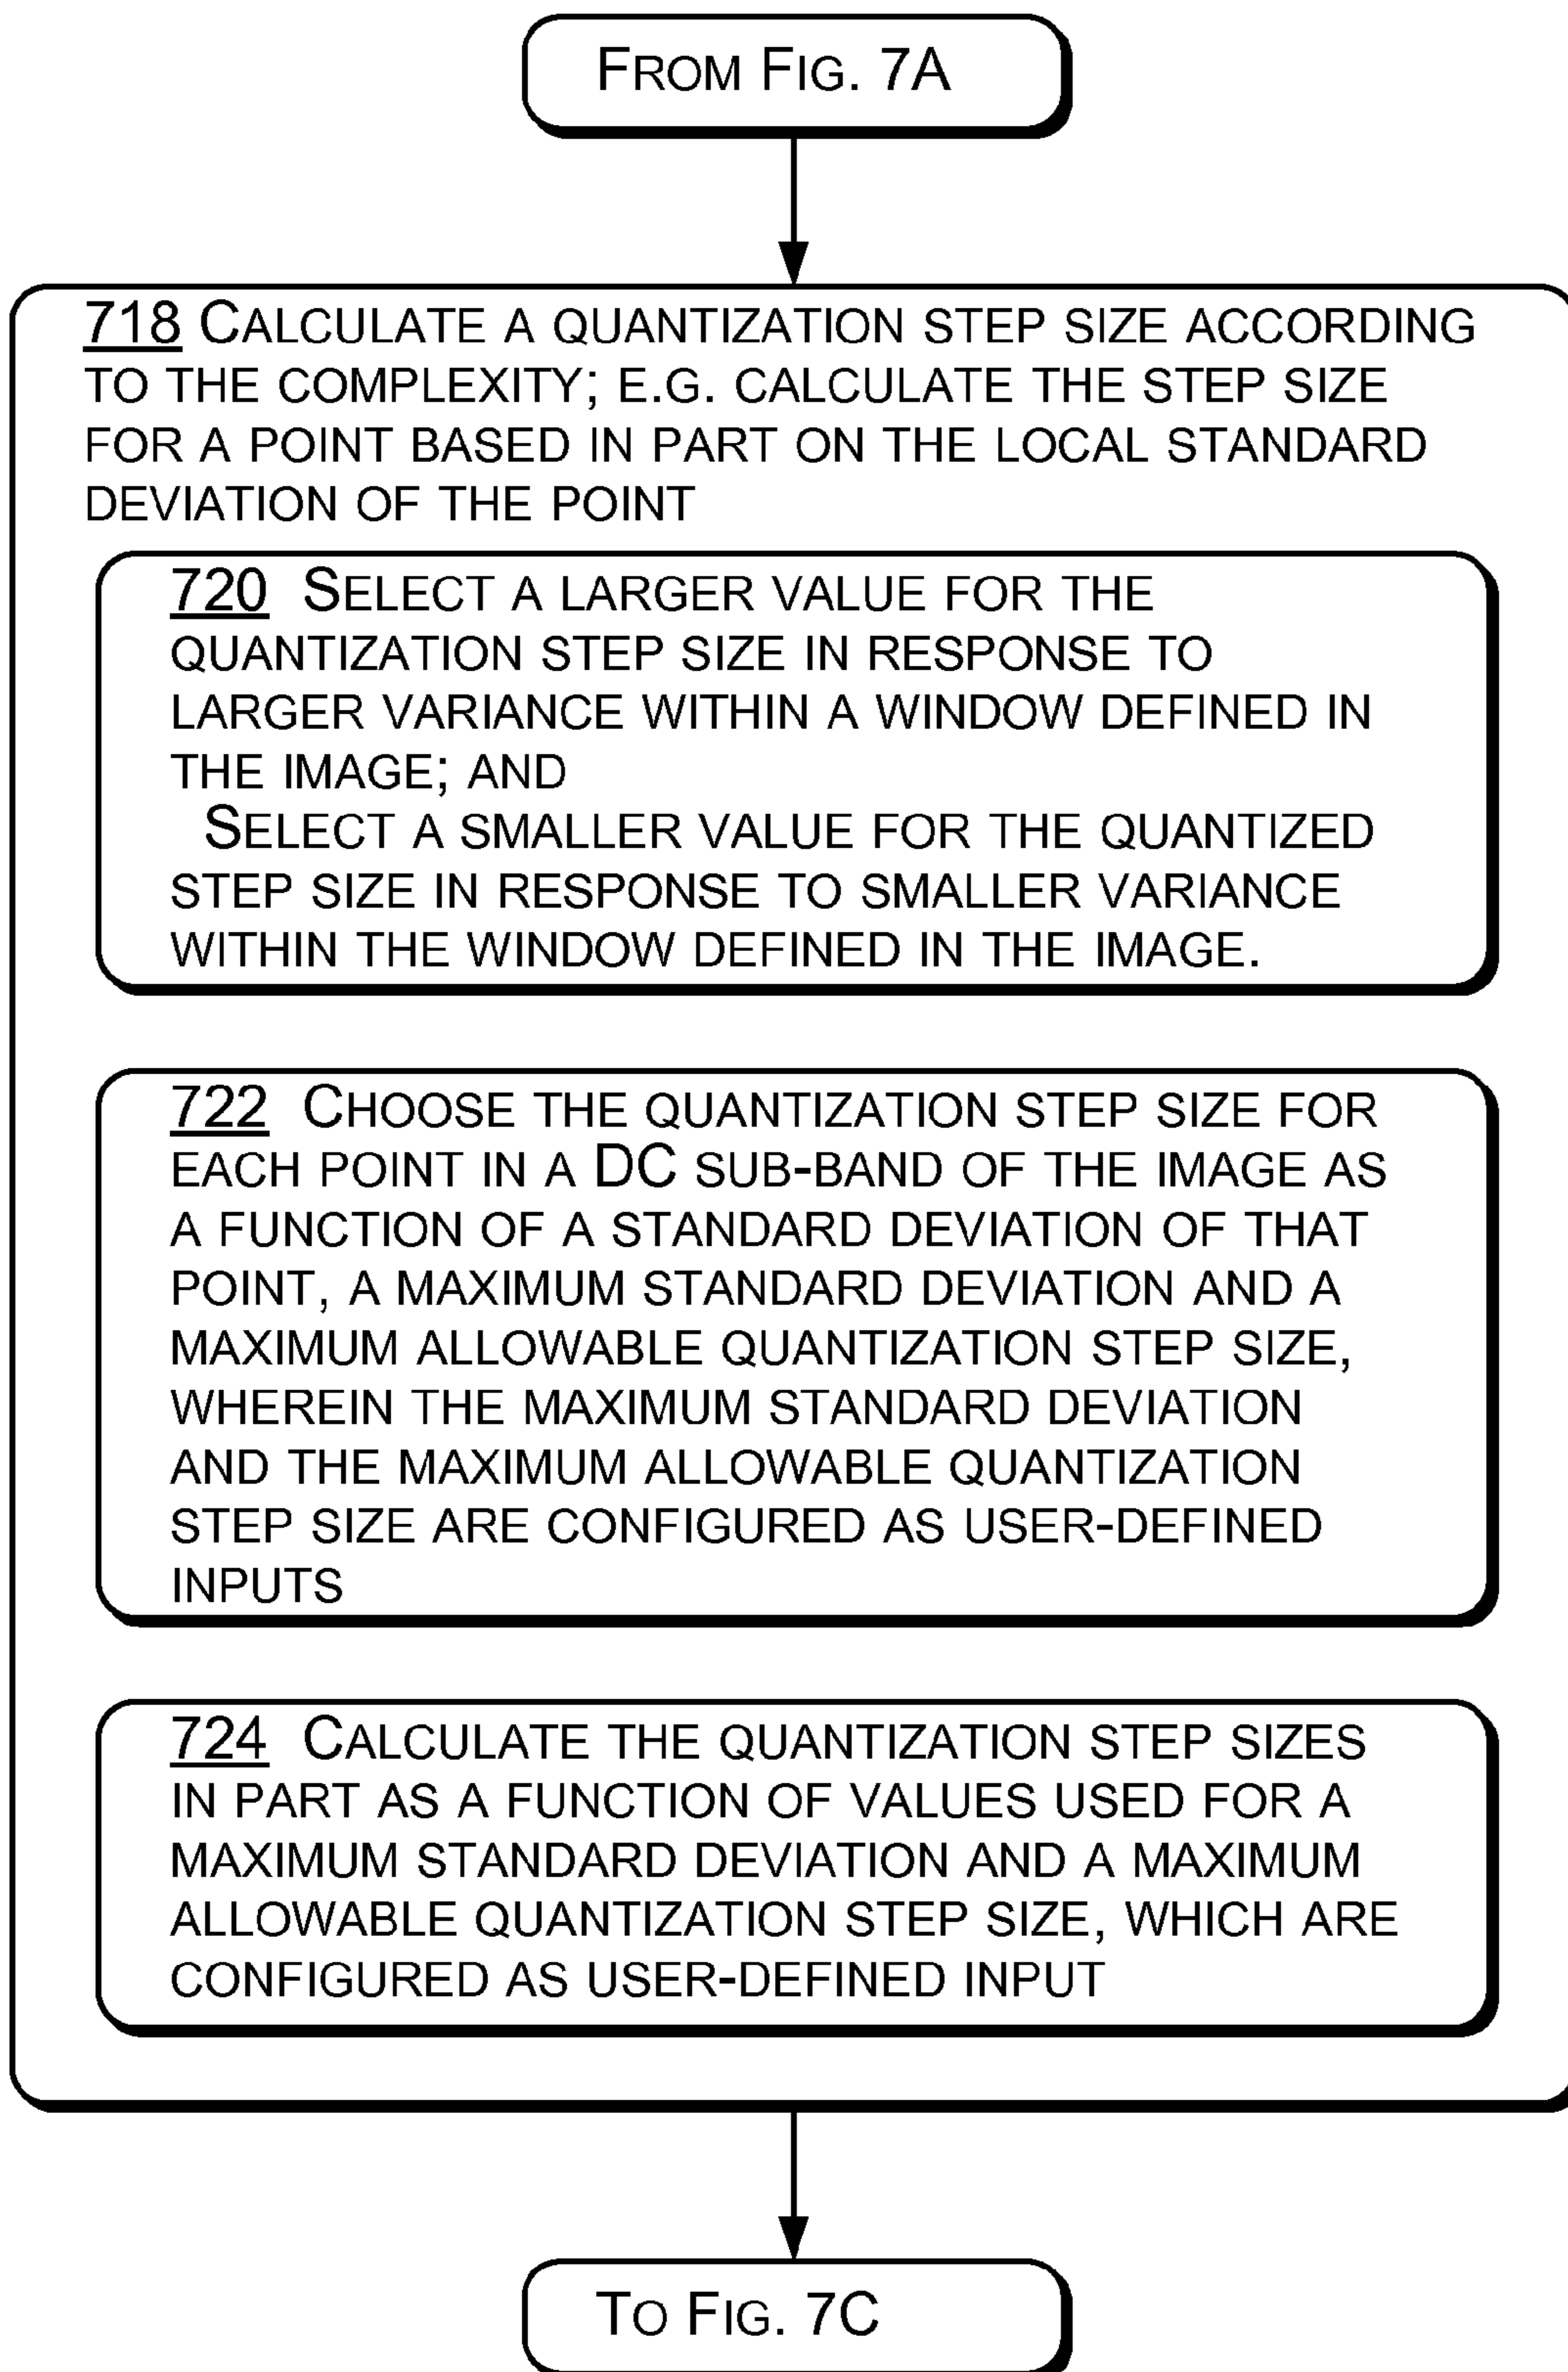 FROM FIG. 7A
718 CALCULATE A QUANTIZATION STEP SIZE ACCORDING
TO THE COMPLEXITY; E.G. CALCULATE THE STEP SIZE
FOR A POINT BASED IN PART ON THE LOCAL STANDARD
DEVIATION OF THE POINT
720 SELECT A LARGER VALUE FOR THE
QUANTIZATION STEP SIZE IN RESPONSE TO
LARGER VARIANCE WITHIN A WINDOW DEFINED IN
THE IMAGE; AND
SELECT A SMALLER VALUE FOR THE QUANTIZED
STEP SIZE IN RESPONSE TO SMALLER VARIANCE
WITHIN THE WINDOW DEFINED IN THE IMAGE.
722 CHOOSE THE QUANTIZATION STEP SIZE FOR
EACH POINT IN A DC SUB-BAND OF THE IMAGE AS
A FUNCTION OF A STANDARD DEVIATION OF THAT
POINT, A MAXIMUM STANDARD DEVIATION AND A
MAXIMUM ALLOWABLE QUANTIZATION STEP SIZE,
WHEREIN THE MAXIMUM STANDARD DEVIATION
AND THE MAXIMUM ALLOWABLE QUANTIZATION
STEP SIZE ARE CONFIGURED AS USER-DEFINED
INPUTS
724 CALCULATE THE QUANTIZATION STEP SIZES
IN PART AS A FUNCTION OF VALUES USED FOR A
MAXIMUM STANDARD DEVIATION AND A MAXIMUM
ALLOWABLE QUANTIZATION STEP SIZE, WHICH ARE
CONFIGURED AS USER-DEFINED INPUT
TO FIG. 7C